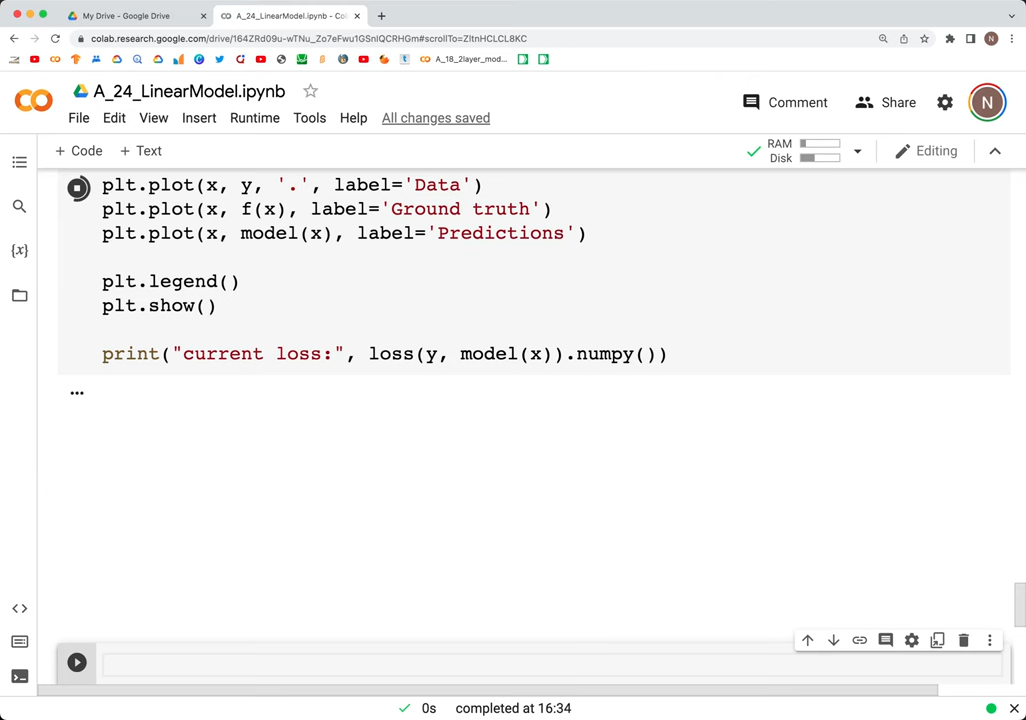 My Drive - Google Drive
A_24_LinearModel.ipynb - Col
colab.research.google.com/drive/164ZRd09u-wTNu_Zo7eFwu1GSnIQCRHGm#scrollTo=ZltnHCLCL8KC
N
A_18_2layer_mod...
A_24_LinearModel.ipynb
Comment
Share
N
File Edit View Insert Runtime Tools Help All changes saved
+ Code + Text
RAM
Disk
Editing
plt.plot(x, y, '.', label='Data')
plt.plot(x, f(x), label='Ground truth')
plt.plot(x, model(x), label='Predictions')
{x}
plt.legend()
plt.show()
print("current loss:", loss(y, model(x)).numpy())
...
0s completed at 16:34